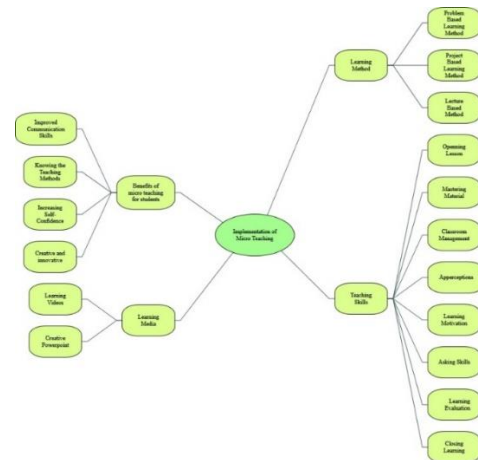 Implementation of
Micro Teaching
Learning
Method
Problem
Based
Learning
Method
Project
Based
Learning
Method
Lecture
Based
Method
Teaching
Skills
Openning
Lesson
Mastering
Material
Classroom
Management
Apperceptions
Learning
Motivation
Asking Skills
Learning
Evaluation
Closing
Learning
Benefits of
micro teaching
for students
Improved
Communication
Skills
Knowing the
Teaching
Methods
Increasing
Self-
Confidence
Creative and
innovative
Learning
Media
Learning
Videos
Creative
Powerpoint